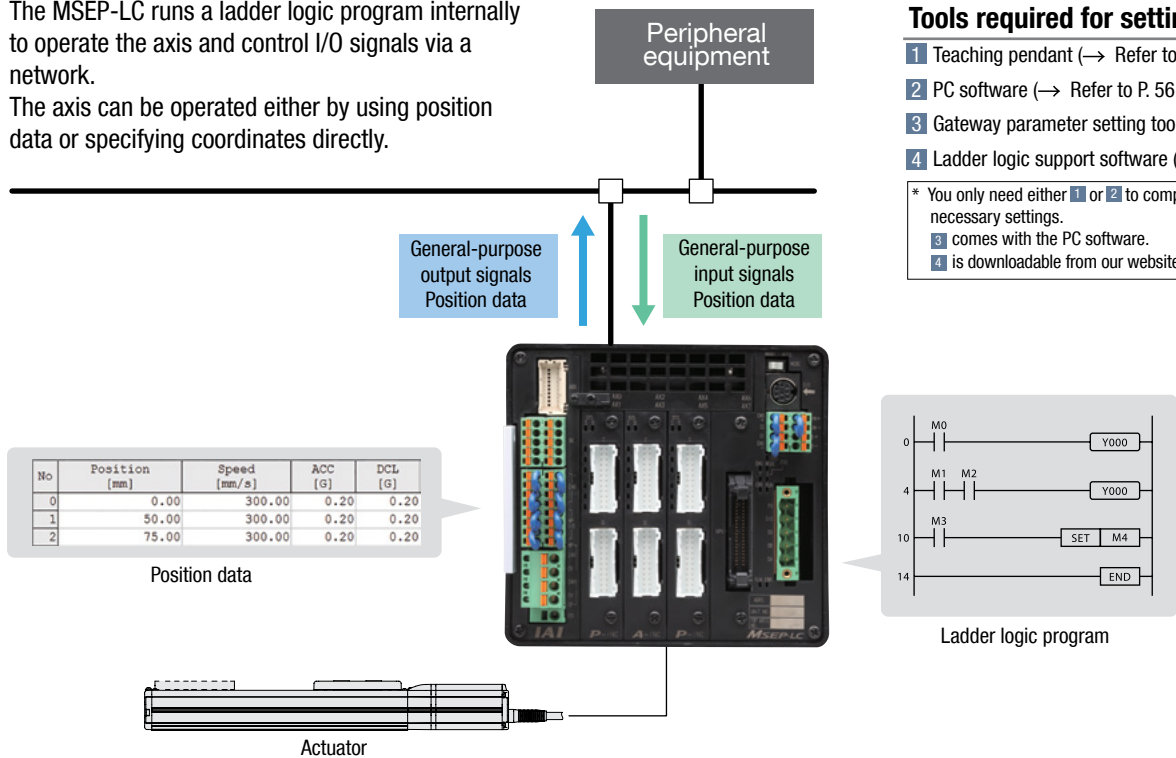 The MSEP-LC runs a ladder logic program internally
to operate the axis and control I/O signals via a
network.
The axis can be operated either by using position
data or specifying coordinates directly.
Peripheral
equipment
Tools required for
1 Teaching pendant (→ Refer to
2 PC software (→ Refer to P. 56
3 Gateway parameter setting
4 Ladder logic support software (
* You only need either 1 or 2 to
necessary settings.
3 comes with the PC software.
4 is downloadable from our website
General-purpose
output signals
Position data
General-purpose
input signals
Position data
No Position [mm] Speed [mm/s] ACC [G] DCL [G]
0 0.00 300.00 0.20 0.20
1 50.00 300.00 0.20 0.20
2 75.00 300.00 0.20 0.20
Position data
IAI
P
A
P
MSEP-LC
M0
0 Y000
M1 M2
4 Y000
M3
10 SET M4
14 END
Ladder logic program
Actuator